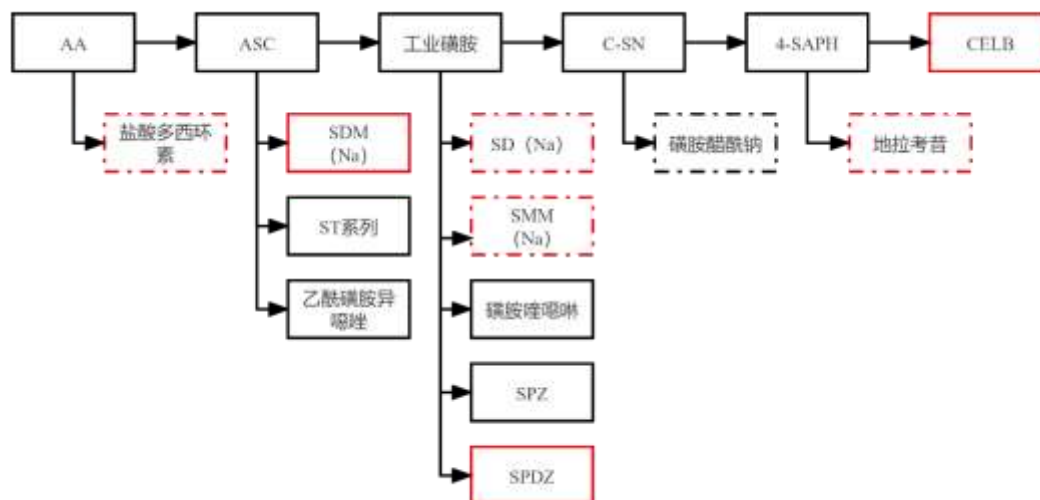 AA
ASC
工业磺胺
C-SN
4-SAPH
CELB
盐酸多西环
素
SDM
（Na）
SD（Na）
磺胺醋酰钠
地拉考昔
ST系列
SMM
（Na）
乙酰磺胺异
噁唑
磺胺喹噁啉
SPZ
SPDZ